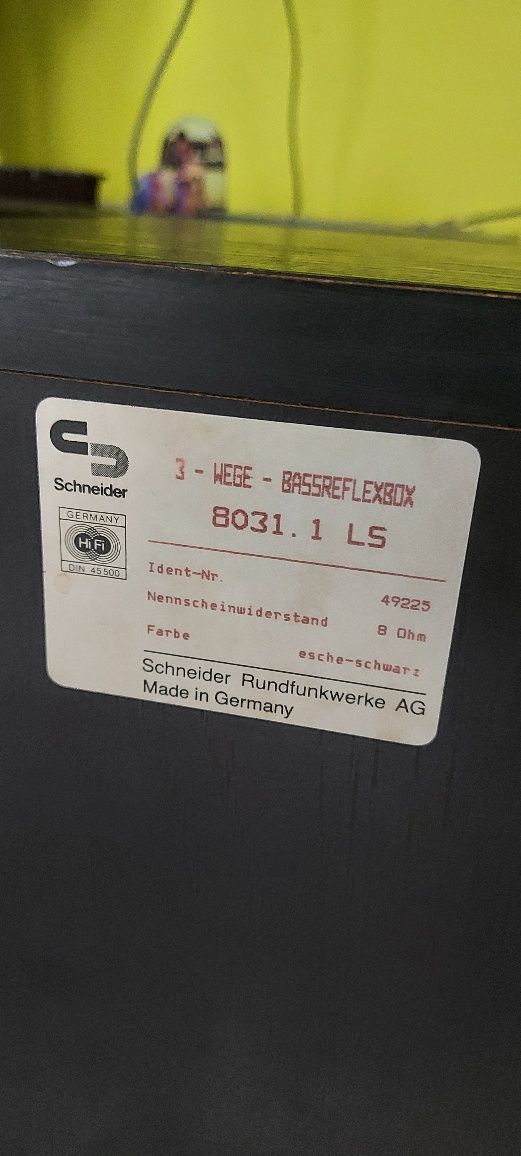 Schneider
GERMANY
HiFi
DIN 45500
3 - WEGE - BASSREFLEXBOX
8031.1 LS
Ident-Nr. 49225
Nennscheinwiderstand 8 Ohm
Farbe esche-schwarz
Schneider Rundfunkwerke AG
Made in Germany